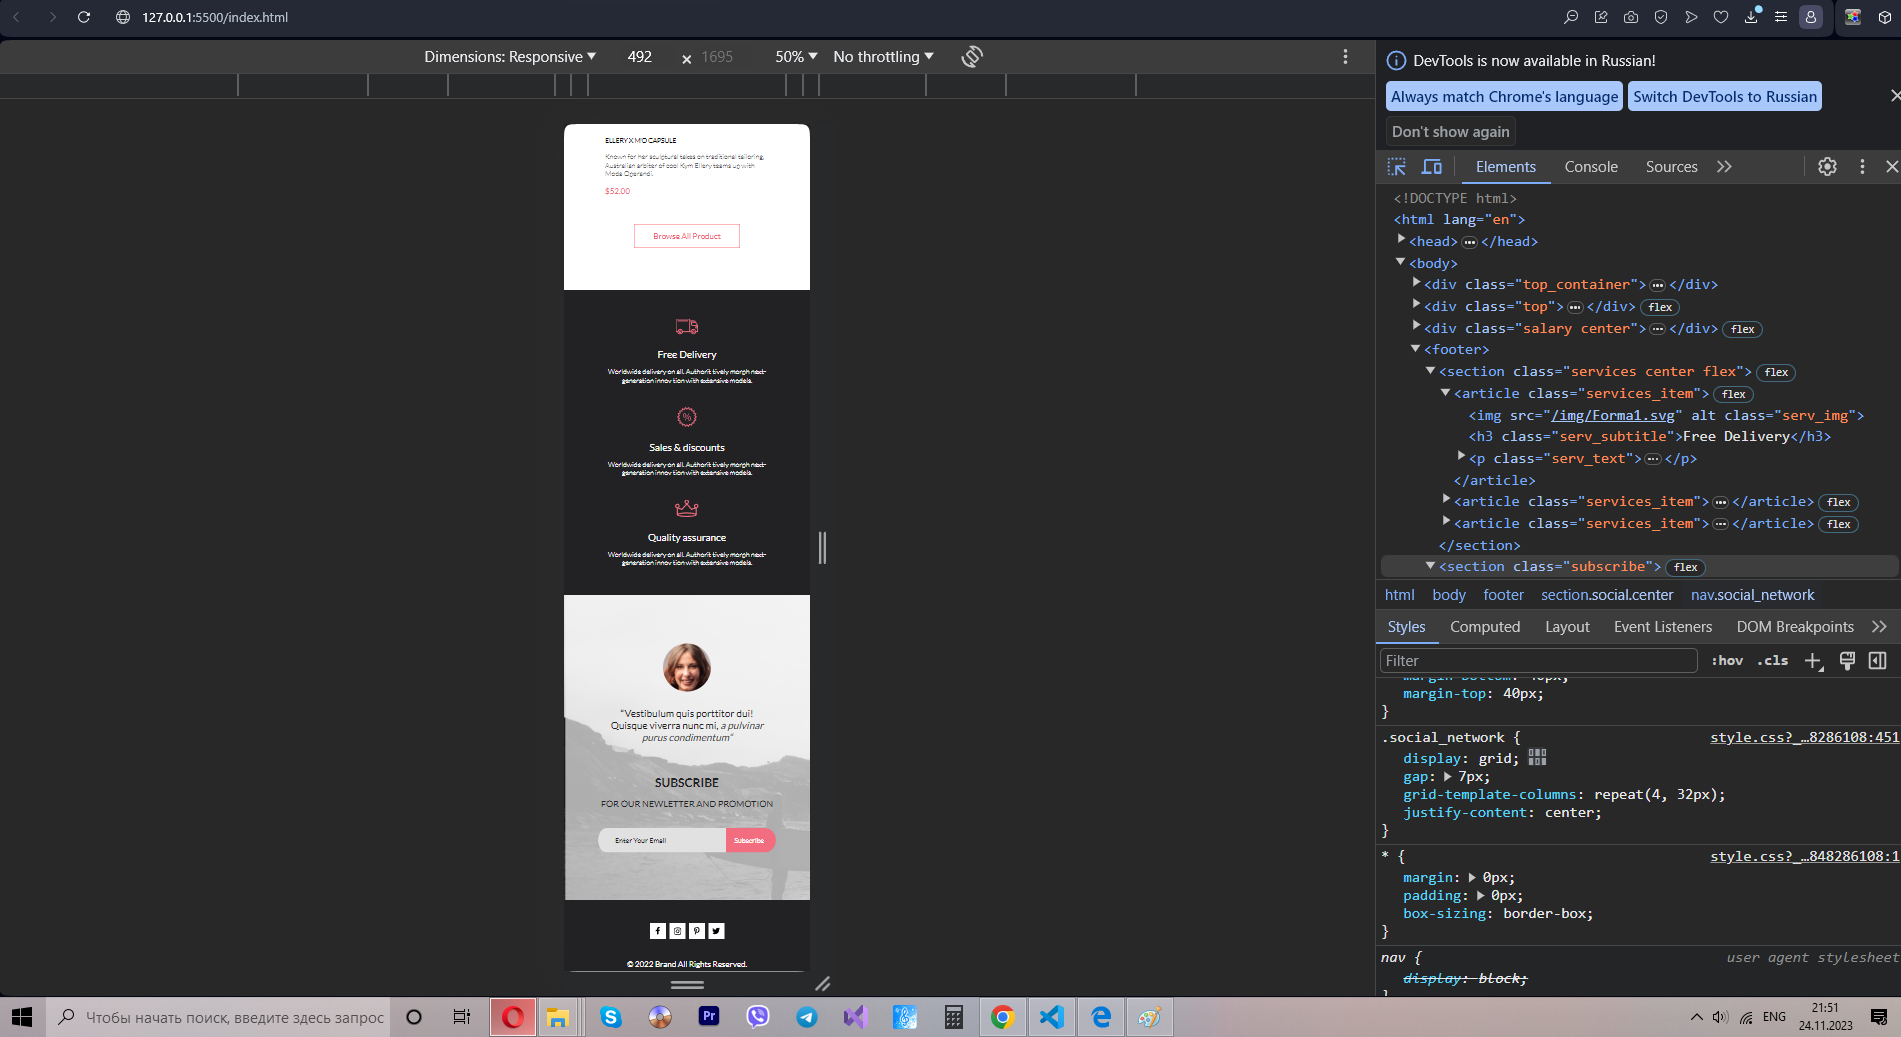 127.0.0.1:5500/index.html
Dimensions: Responsive ▼ 492 × 1695 50% ▼ No throttling ▼
DevTools is now available in Russian!
Always match Chrome's language Switch DevTools to Russian
Don't show again
Elements Console Sources
<!DOCTYPE html>
<html lang="en">
<head> ••• </head>
<body>
<div class="top_container"> ••• </div>
<div class="top"> ••• </div> flex
<div class="salary center"> ••• </div> flex
<footer>
<section class="services center flex"> flex
<article class="services_item"> flex
<img src="/img/Forma1.svg" alt class="serv_img">
<h3 class="serv_subtitle">Free Delivery</h3>
<p class="serv_text"> ••• </p>
</article>
<article class="services_item"> ••• </article> flex
<article class="services_item"> ••• </article> flex
</section>
<section class="subscribe"> flex
html body footer section.social.center nav.social_network
Styles Computed Layout Event Listeners DOM Breakpoints
Filter :hov .cls
margin-bottom: 40px;
margin-top: 40px;
}
.social_network { style.css?_…8286108:451
display: grid;
gap: 7px;
grid-template-columns: repeat(4, 32px);
justify-content: center;
}
* { style.css?_…848286108:1
margin: 0px;
padding: 0px;
box-sizing: border-box;
}
nav { user agent stylesheet
display: block;
ELLERY X M'O CAPSULE
Known for her sculptural takes on traditional tailoring,
Australian arbiter of cool Kym Ellery teams up with
Moda Operandi.
$52.00
Browse All Product
Free Delivery
Worldwide delivery on all. Authorit tively morph next-
generation innov tion with extensive models.
%
Sales & discounts
Worldwide delivery on all. Authorit tively morph next-
generation innov tion with extensive models.
Quality assurance
Worldwide delivery on all. Authorit tively morph next-
generation innov tion with extensive models.
“Vestibulum quis porttitor dui!
Quisque viverra nunc mi, a pulvinar
purus condimentum“
SUBSCRIBE
FOR OUR NEWLETTER AND PROMOTION
Enter Your Email Subscribe
© 2022 Brand All Rights Reserved.
Чтобы начать поиск, введите здесь запрос
Pr
ENG
21:51
24.11.2023